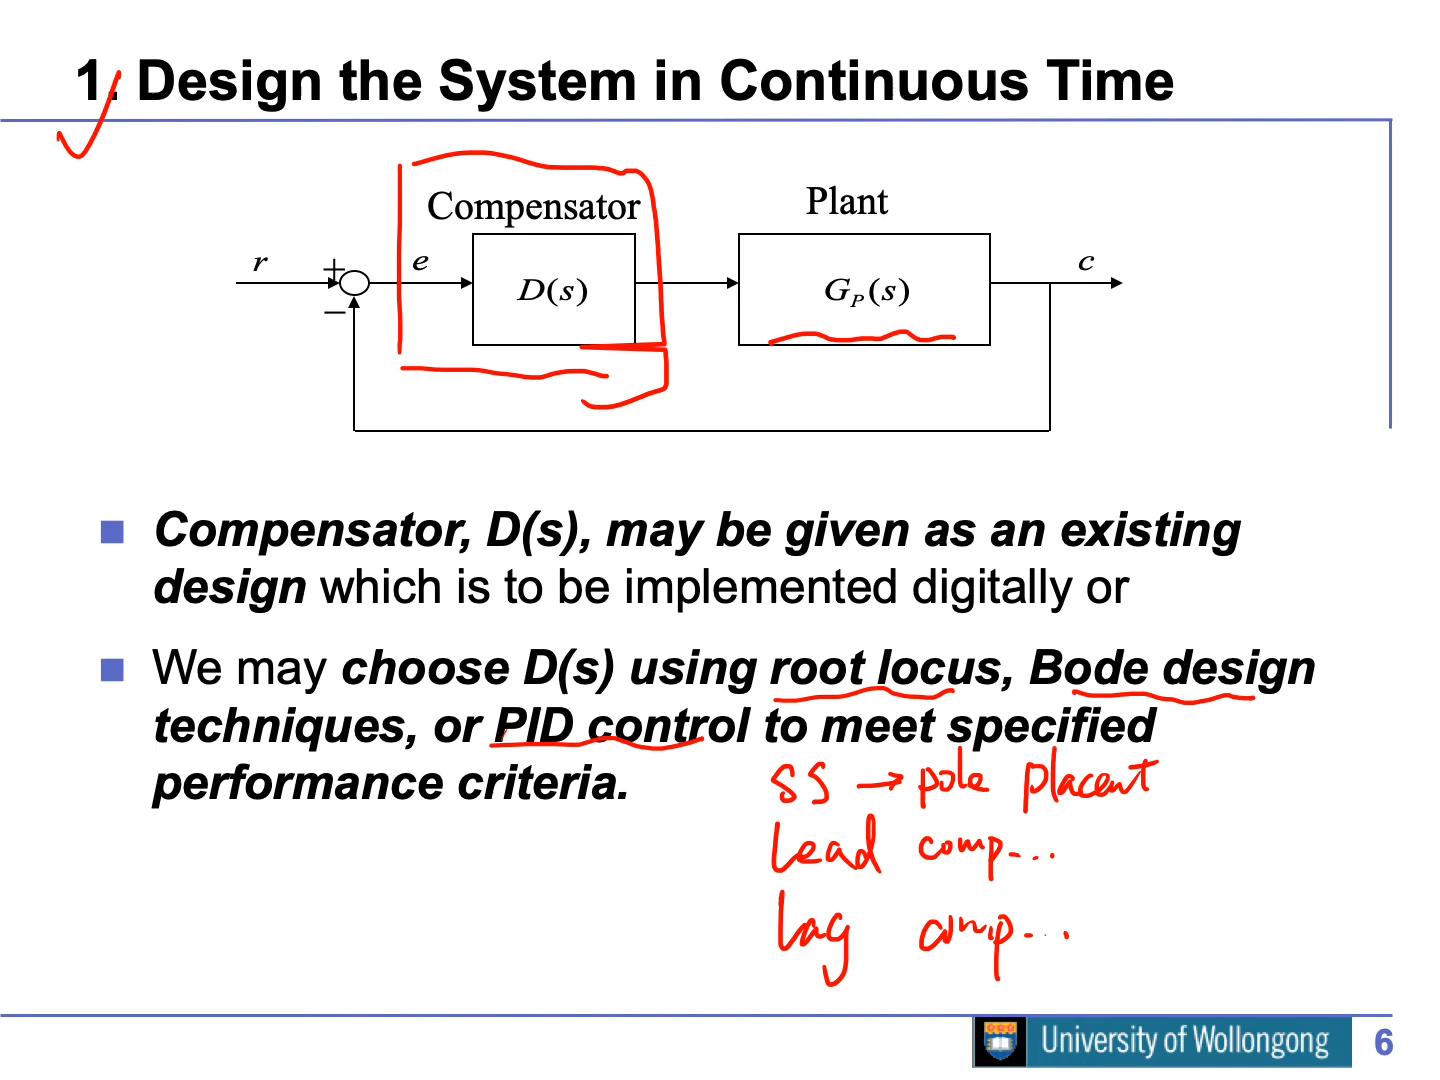 1. Design the System in Continuous Time
Compensator
Plant
r
+
e
D(s)
G_P(s)
c
−
Compensator, D(s), may be given as an existing
design which is to be implemented digitally or
We may choose D(s) using root locus, Bode design
techniques, or PID control to meet specified
performance criteria.
SS → pole placent
Lead comp...
Lag comp...
University of Wollongong
6